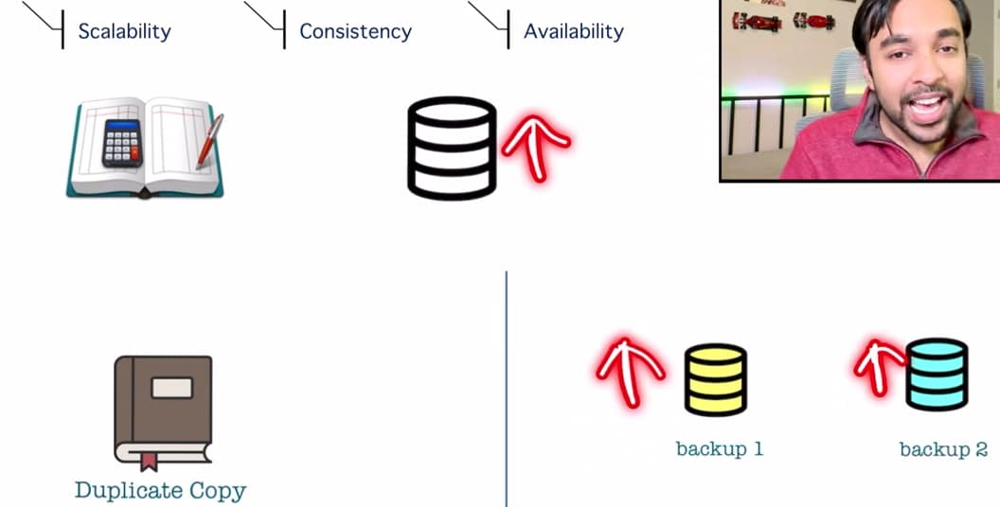 Scalability
Consistency
Availability
backup 1
backup 2
Duplicate Copy